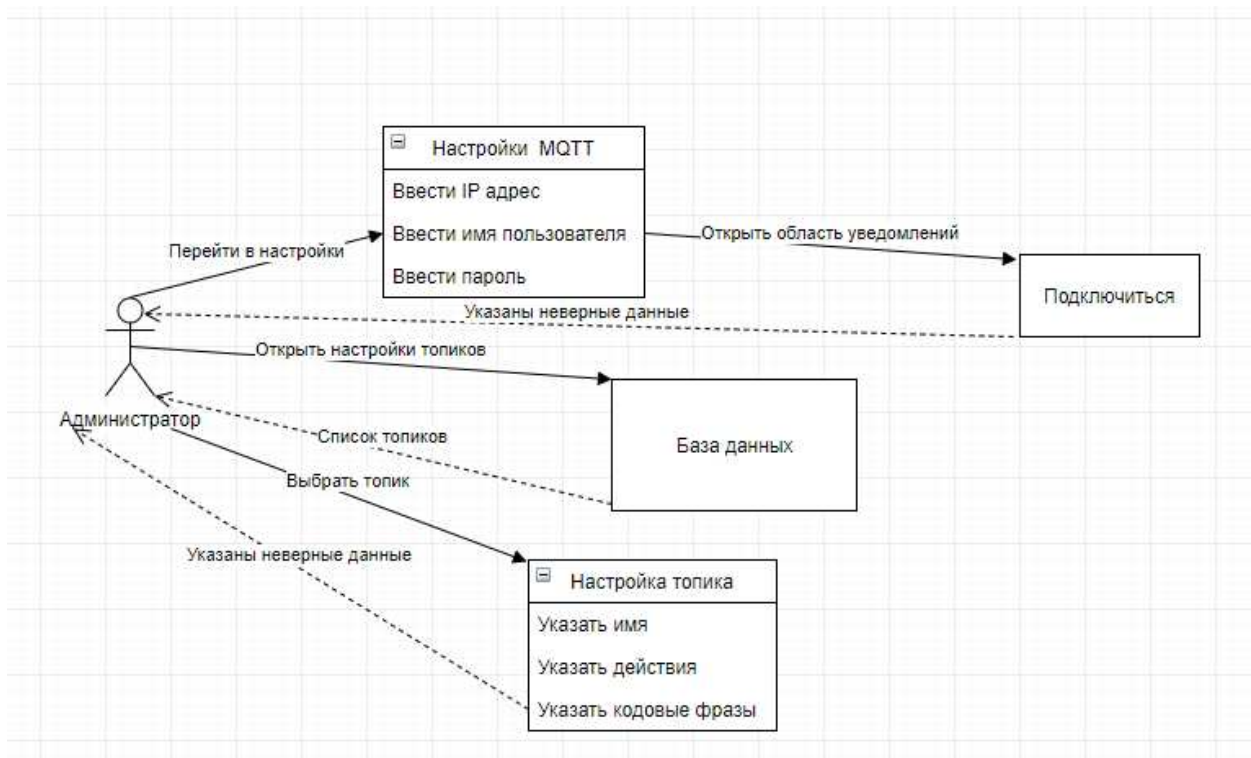 Настройки MQTT
Ввести IP адрес
Ввести имя пользователя
Ввести пароль
Перейти в настройки
Открыть область уведомлений
Подключиться
Указаны неверные данные
Открыть настройки топиков
Администратор
База данных
Список топиков
Выбрать топик
Указаны неверные данные
Настройка топика
Указать имя
Указать действия
Указать кодовые фразы